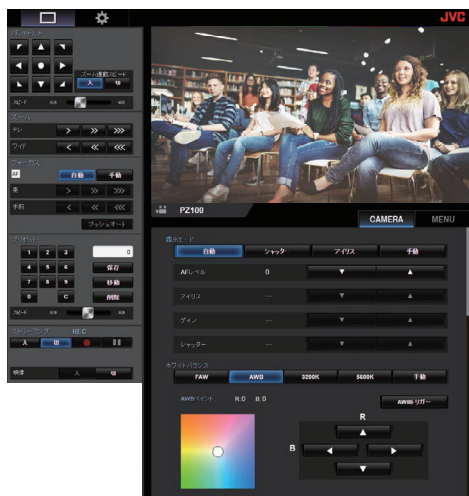 JVC
パン/チルト
ズーム連動スピード
入 切
スピード
ズーム
テレ > >> >>>
ワイド < << <<<
フォーカス
AF 自動 手動
奥 > >> >>>
手前 < << <<<
プッシュオート
プリセット
1 2 3 0
4 5 6 保存
7 8 9 移動
0 C 削除
スピード
ストリーミング REC
入 切
映像 入 切
PZ100
CAMERA MENU
露出モード
自動 シャッター アイリス 手動
AEレベル 0 ▼ ▲
アイリス --- ▼ ▲
ゲイン --- ▼ ▲
シャッター --- ▼ ▲
ホワイトバランス
FAW AWB 3200K 5600K 手動
AWBペイント R:0 B:0 AWBトリガー
R
B